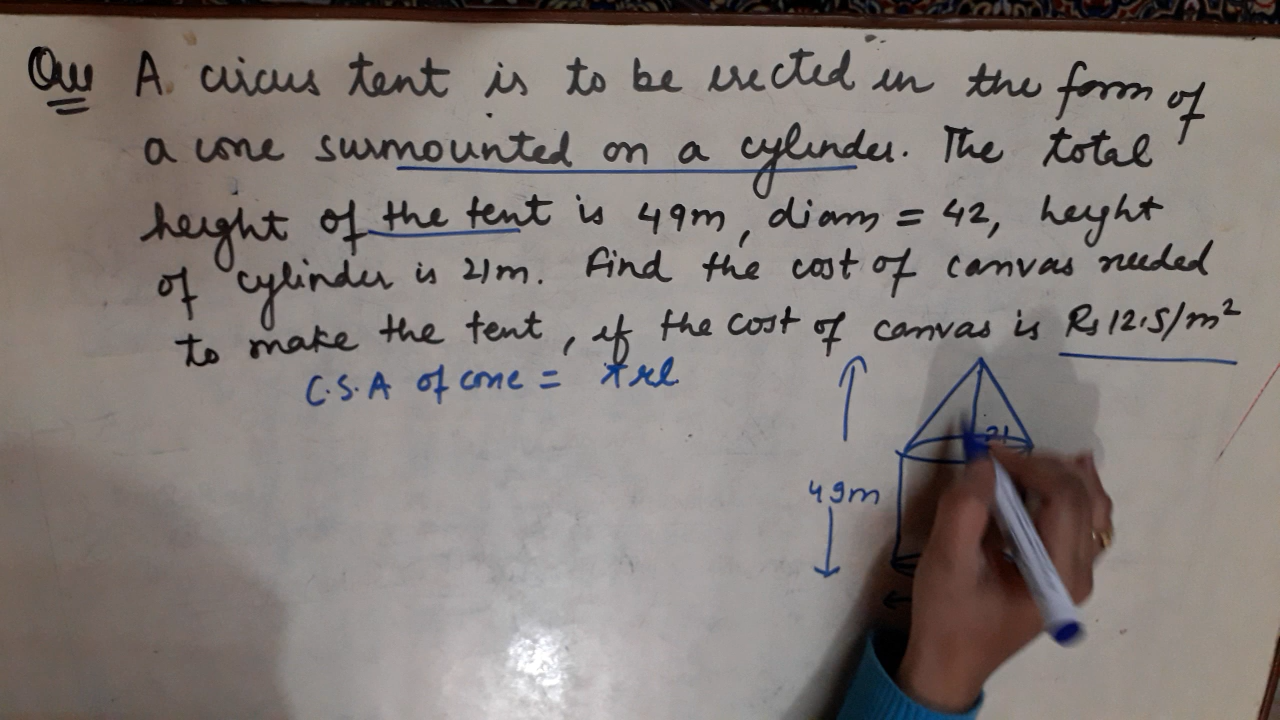 Que A circus tent is to be erected in the form of
a cone surmounted on a cylinder. The total
height of the tent is 49m, diam = 42, height
of cylinder is 21m. Find the cost of canvas needed
to make the tent, if the cost of canvas is Rs 12.5/m²
C.S.A of cone = πrl
21
49m